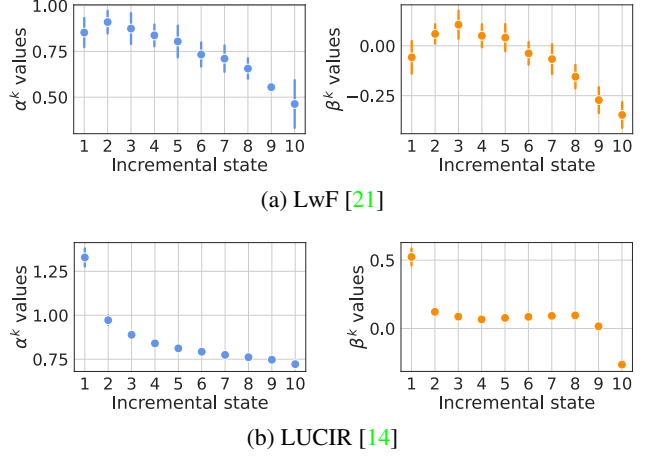 1.00
0.75
0.50
α^k values
1 2 3 4 5 6 7 8 9 10
Incremental state
0.00
−0.25
β^k values
1 2 3 4 5 6 7 8 9 10
Incremental state
(a) LwF [21]
1.25
1.00
0.75
α^k values
1 2 3 4 5 6 7 8 9 10
Incremental state
0.5
0.0
β^k values
1 2 3 4 5 6 7 8 9 10
Incremental state
(b) LUCIR [14]